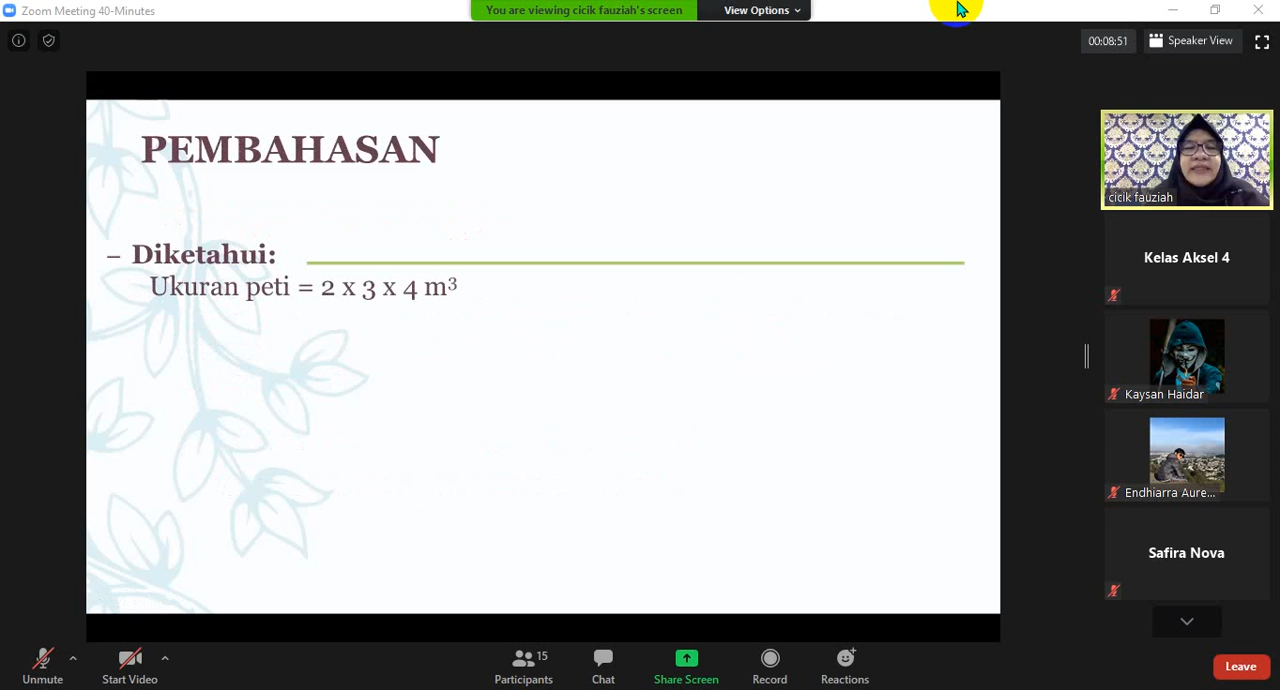 Zoom Meeting 40-Minutes
You are viewing cicik fauziah's screen
View Options
00:08:51
Speaker View
PEMBAHASAN
– Diketahui:
Ukuran peti = 2 x 3 x 4 m³
cicik fauziah
Kelas Aksel 4
Kaysan Haidar
Endhiarra Aure...
Safira Nova
Unmute
Start Video
15
Participants
Chat
Share Screen
Record
Reactions
Leave